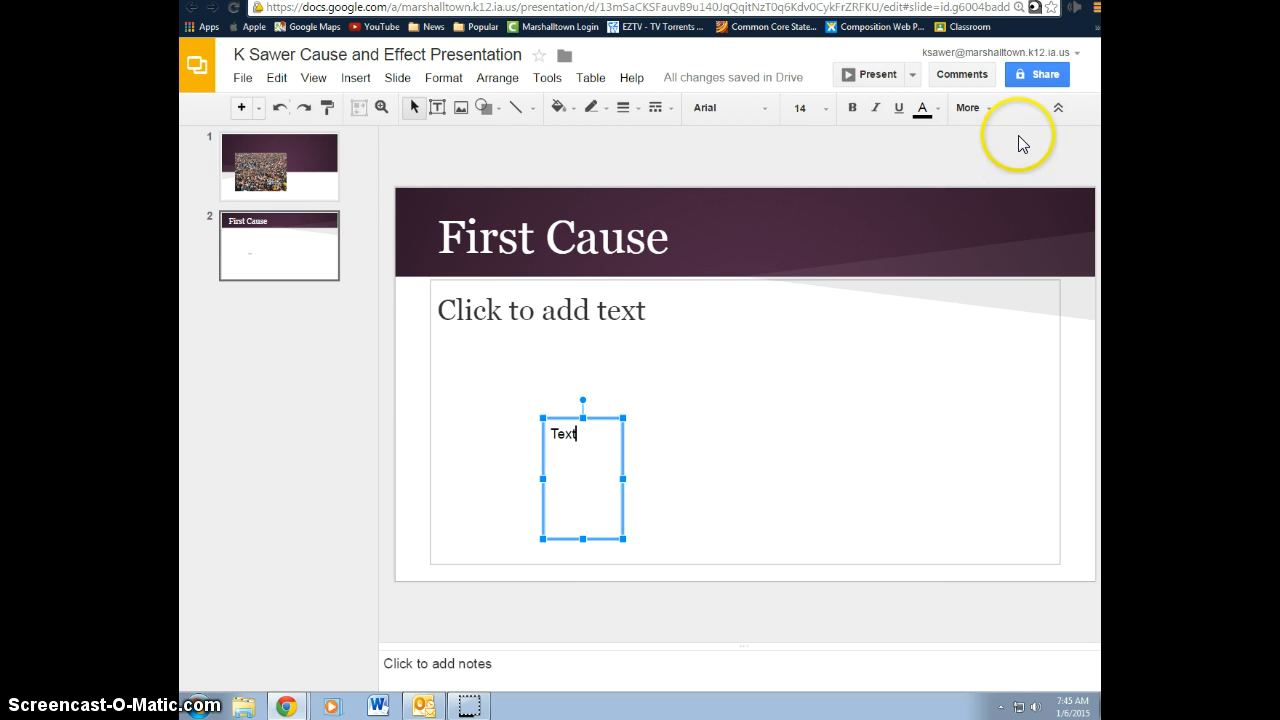 https://docs.google.com/a/marshalltown.k12.ia.us/presentation/d/13mSaCKSFauvB9u140JqQqitNzT0q6Kdv0CykFrZRFKU/edit#slide=id.g6004badd
Apps Apple Google Maps YouTube News Popular Marshalltown Login EZTV - TV Torrents ... Common Core State... Composition Web P... Classroom
K Sawer Cause and Effect Presentation
ksawer@marshalltown.k12.ia.us
File Edit View Insert Slide Format Arrange Tools Table Help All changes saved in Drive
Present Comments Share
Arial 14 B I U A More
1
2
First Cause
First Cause
Click to add text
Text
Click to add notes
Screencast-O-Matic.com
7:45 AM
1/6/2015